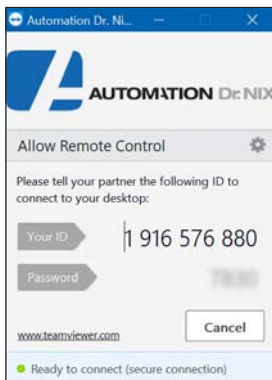 Automation Dr. Ni...
AUTOMATION Dr. NIX
Allow Remote Control
Please tell your partner the following ID to
connect to your desktop:
Your ID
1 916 576 880
Password
www.teamviewer.com
Cancel
Ready to connect (secure connection)